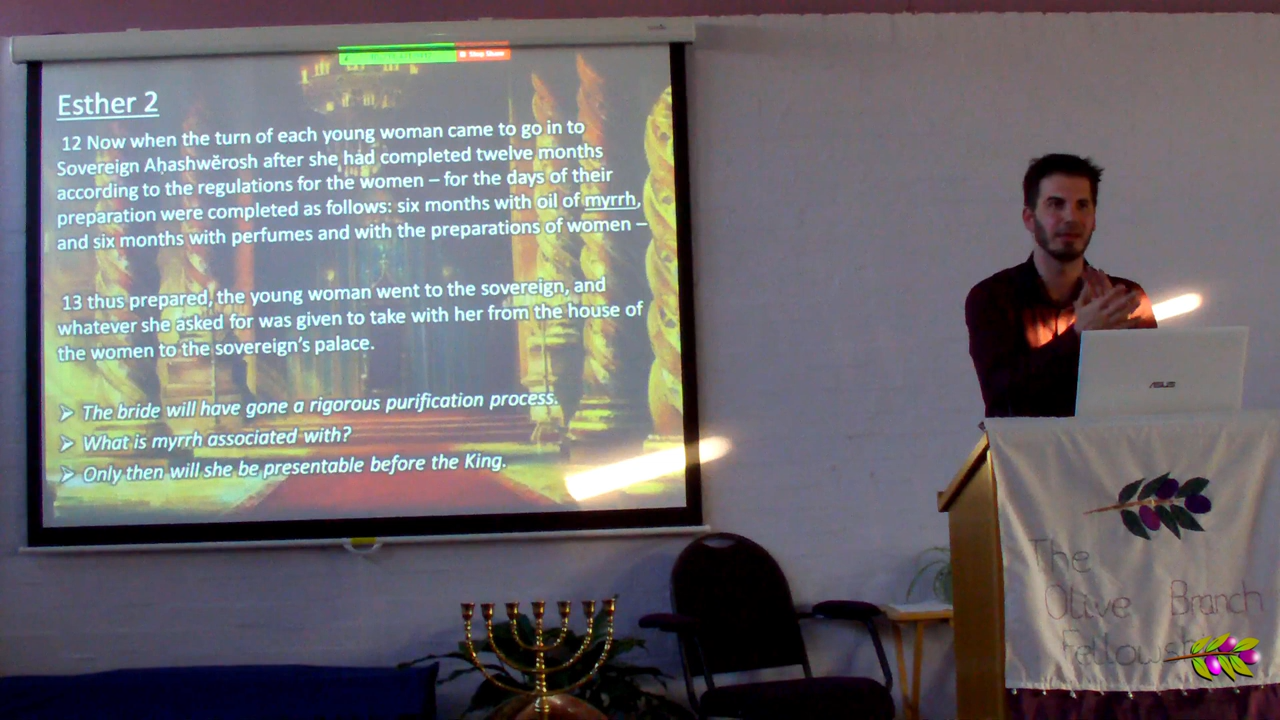 Stop Share
Esther 2
12 Now when the turn of each young woman came to go in to
Sovereign Aḥashwĕrosh after she had completed twelve months
according to the regulations for the women – for the days of their
preparation were completed as follows: six months with oil of myrrh,
and six months with perfumes and with the preparations of women –
13 thus prepared, the young woman went to the sovereign, and
whatever she asked for was given to take with her from the house of
the women to the sovereign's palace.
➢ The bride will have gone a rigorous purification process.
➢ What is myrrh associated with?
➢ Only then will she be presentable before the King.
ASUS
The
Olive Branch